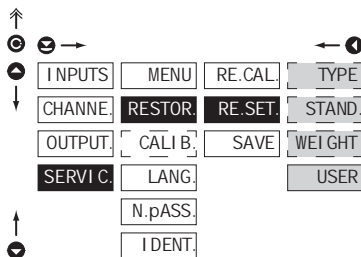 INPUTS MENU RE.CAL. TYPE
CHANNE. RESTOR. RE.SET. STAND.
OUTPUT. CALIB. SAVE WEIGHT
SERVIC. LANG. USER
N.pASS.
IDENT.